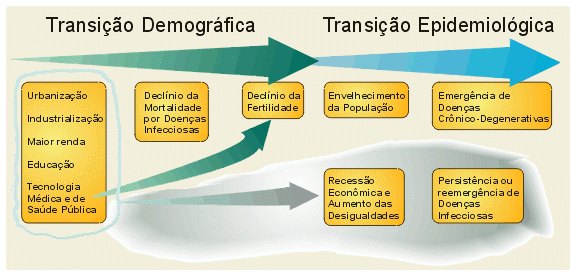 Transição Demográfica
Transição Epidemiológica
Urbanização
Industrialização
Maior renda
Educação
Tecnologia
Médica e de
Saúde Pública
Declínio da
Mortalidade
por Doenças
Infecciosas
Declínio da
Fertilidade
Envelhecimento
da População
Emergência de
Doenças
Crônico-Degenerativas
Recessão
Econômica e
Aumento das
Desigualdades
Persistência ou
reemergência de
Doenças
Infecciosas